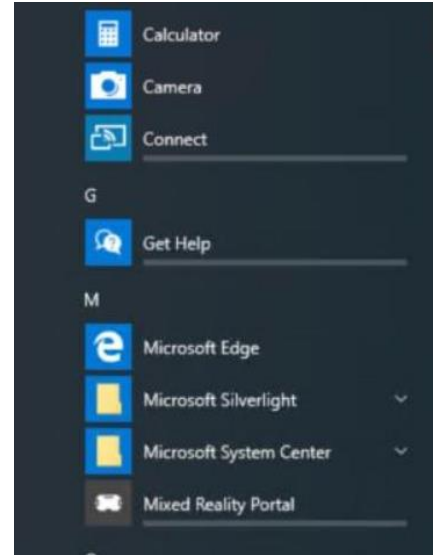 Calculator
Camera
Connect
G
Get Help
M
Microsoft Edge
Microsoft Silverlight
Microsoft System Center
Mixed Reality Portal